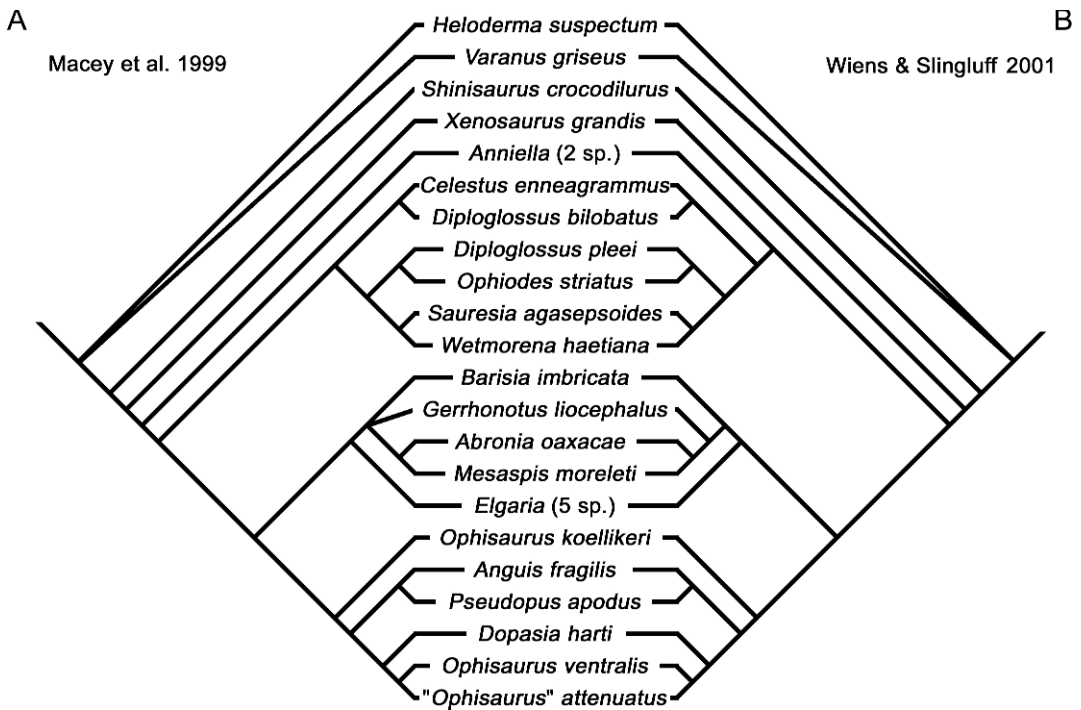 A
B
Macey et al. 1999
Wiens & Slingluff 2001
Heloderma suspectum
Varanus griseus
Shinisaurus crocodilurus
Xenosaurus grandis
Anniella (2 sp.)
Celestus enneagrammus
Diploglossus bilobatus
Diploglossus pleei
Ophiodes striatus
Sauresia agasepsoides
Wetmorena haetiana
Barisia imbricata
Gerrhonotus liocephalus
Abronia oaxacae
Mesaspis moreleti
Elgaria (5 sp.)
Ophisaurus koellikeri
Anguis fragilis
Pseudopus apodus
Dopasia harti
Ophisaurus ventralis
"Ophisaurus" attenuatus